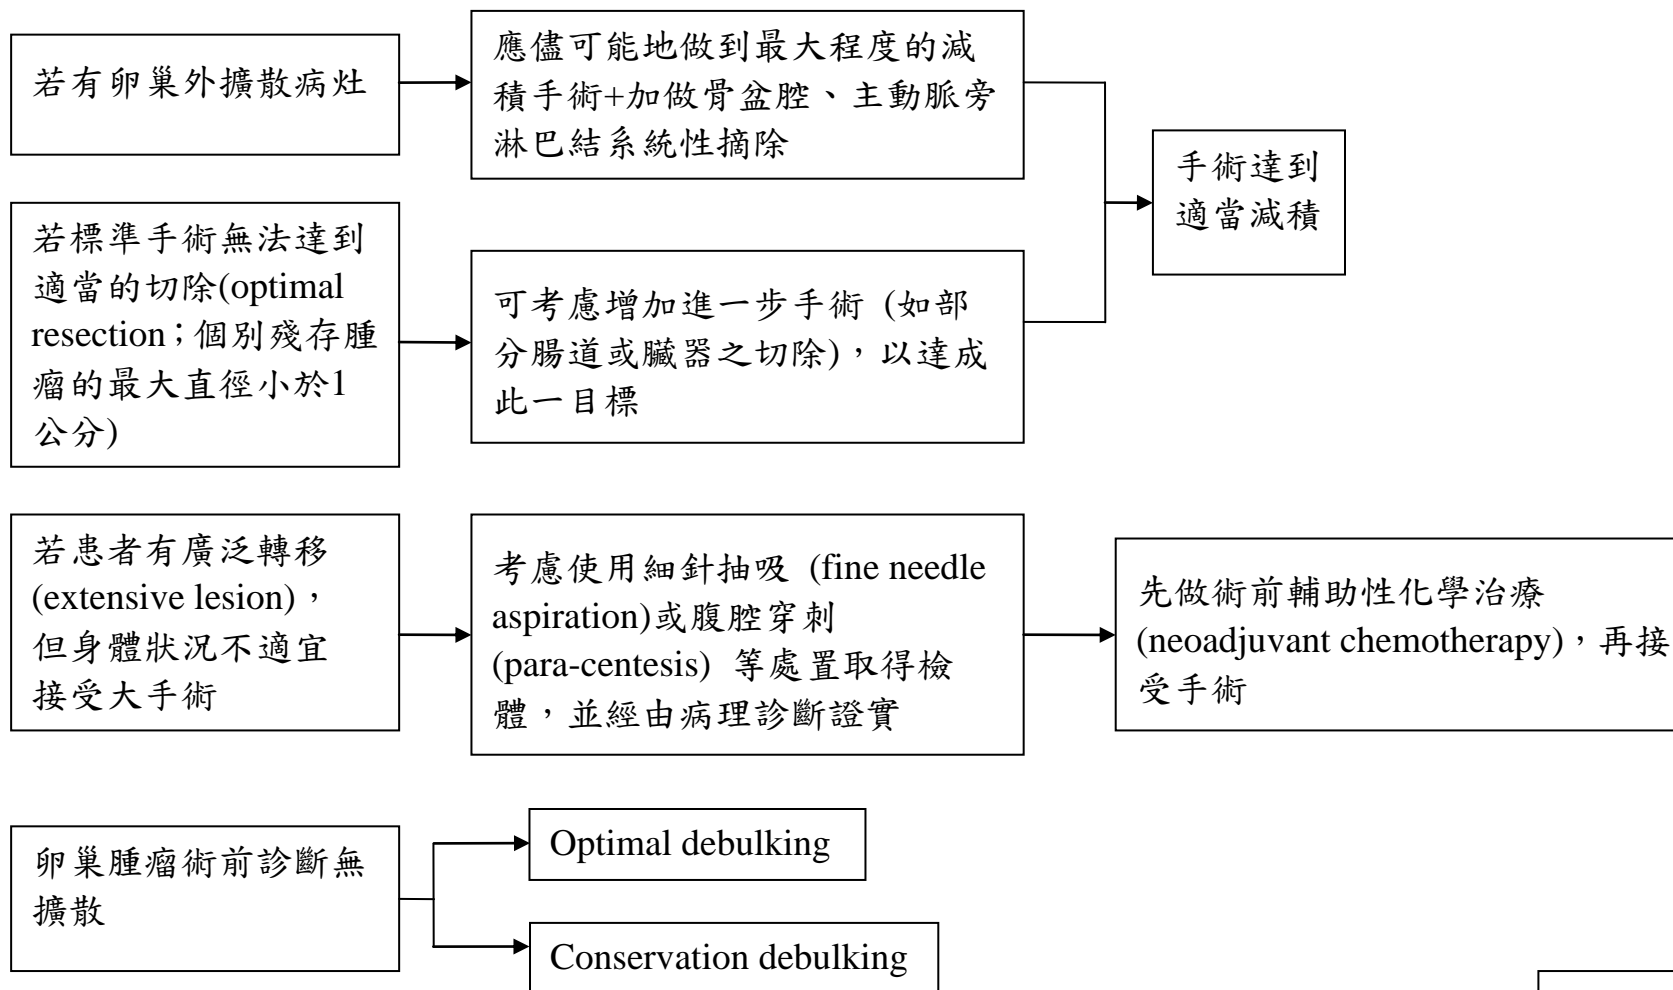 若有卵巢外擴散病灶
應儘可能地做到最大程度的減
積手術+加做骨盆腔、主動脈旁
淋巴結系統性摘除
手術達到
適當減積
若標準手術無法達到
適當的切除(optimal
resection；個別殘存腫
瘤的最大直徑小於1
公分)
可考慮增加進一步手術 (如部
分腸道或臟器之切除)，以達成
此一目標
若患者有廣泛轉移
(extensive lesion)，
但身體狀況不適宜
接受大手術
考慮使用細針抽吸 (fine needle
aspiration)或腹腔穿刺
(para-centesis) 等處置取得檢
體，並經由病理診斷證實
先做術前輔助性化學治療
(neoadjuvant chemotherapy)，再接
受手術
卵巢腫瘤術前診斷無
擴散
Optimal debulking
Conservation debulking